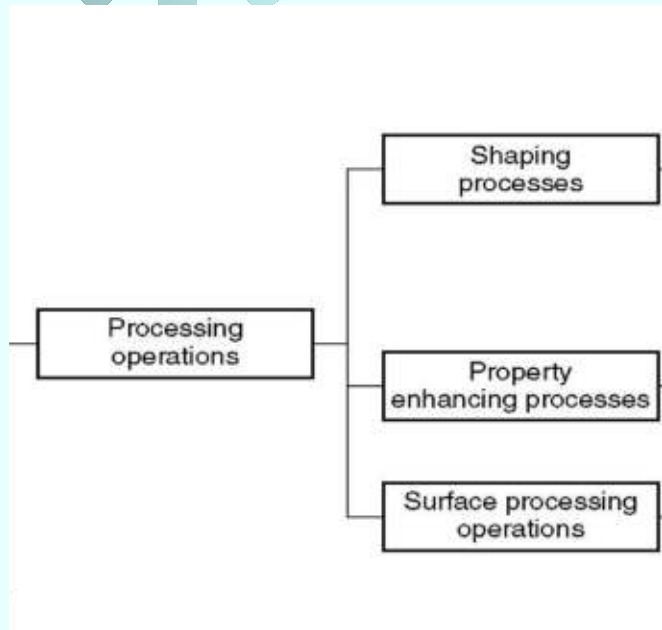 Shaping
processes
Processing
operations
Property
enhancing processes
Surface processing
operations